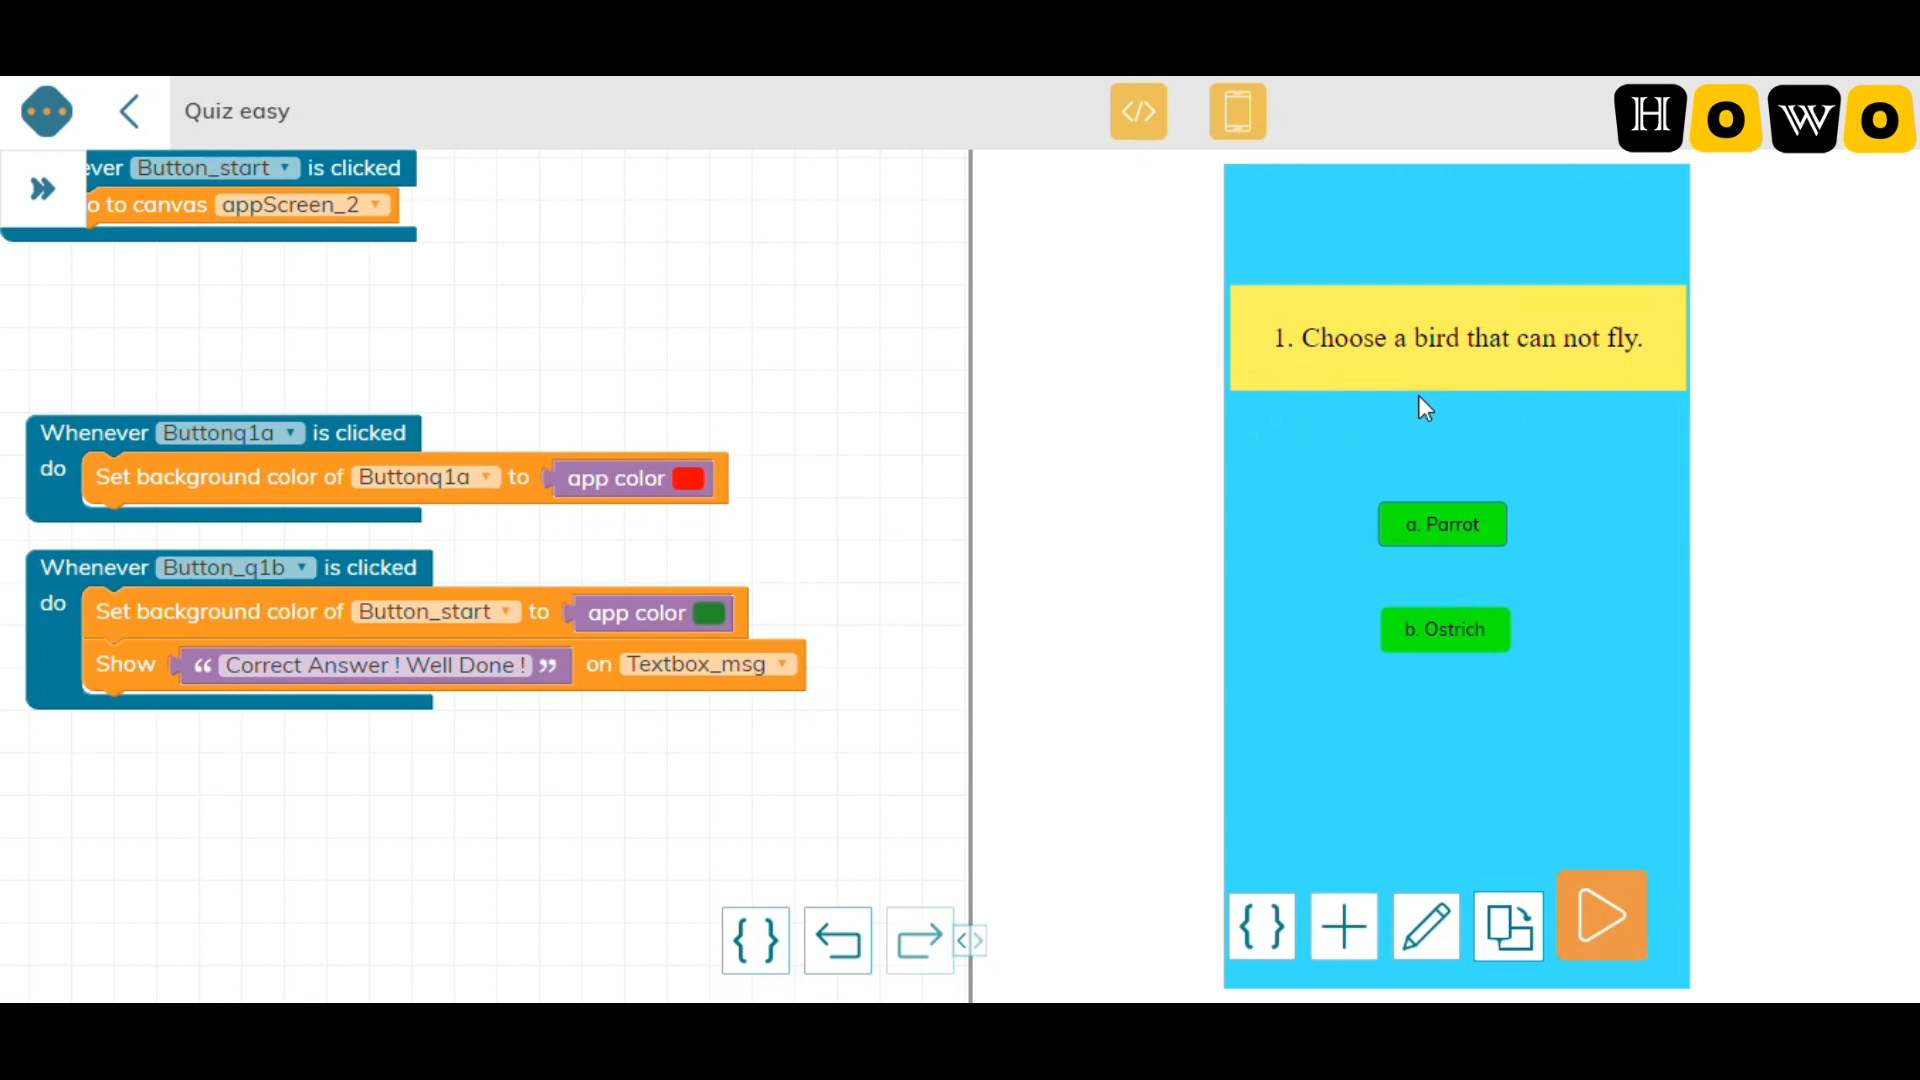 Quiz easy
HOWO
ever Button_start is clicked
o to canvas appScreen_2
Whenever Buttonq1a is clicked
do Set background color of Buttonq1a to app color
Whenever Button_q1b is clicked
do Set background color of Button_start to app color
Show “ Correct Answer ! Well Done ! ” on Textbox_msg
1. Choose a bird that can not fly.
a. Parrot
b. Ostrich